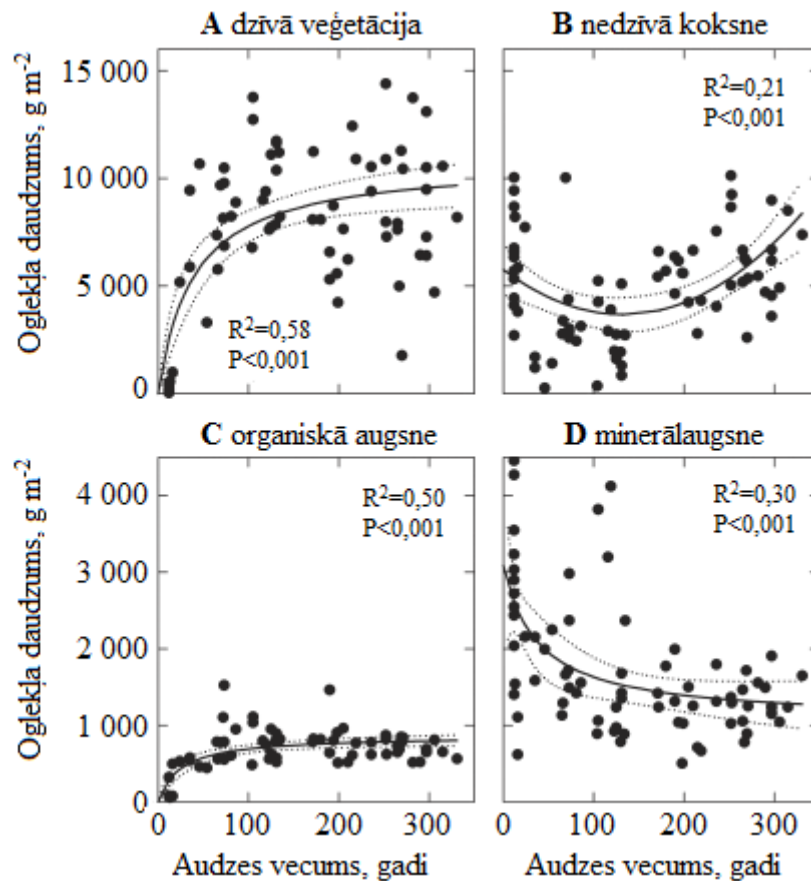 A dzīvā veģetācija
B nedzīvā koksne
Oglekļa daudzums, g m-2
15 000
10 000
5 000
0
R2=0,58
P<0,001
R2=0,21
P<0,001
C organiskā augsne
D minerālaugsne
Oglekļa daudzums, g m-2
4 000
3 000
2 000
1 000
0
R2=0,50
P<0,001
R2=0,30
P<0,001
0 100 200 300
0 100 200 300
Audzes vecums, gadi
Audzes vecums, gadi